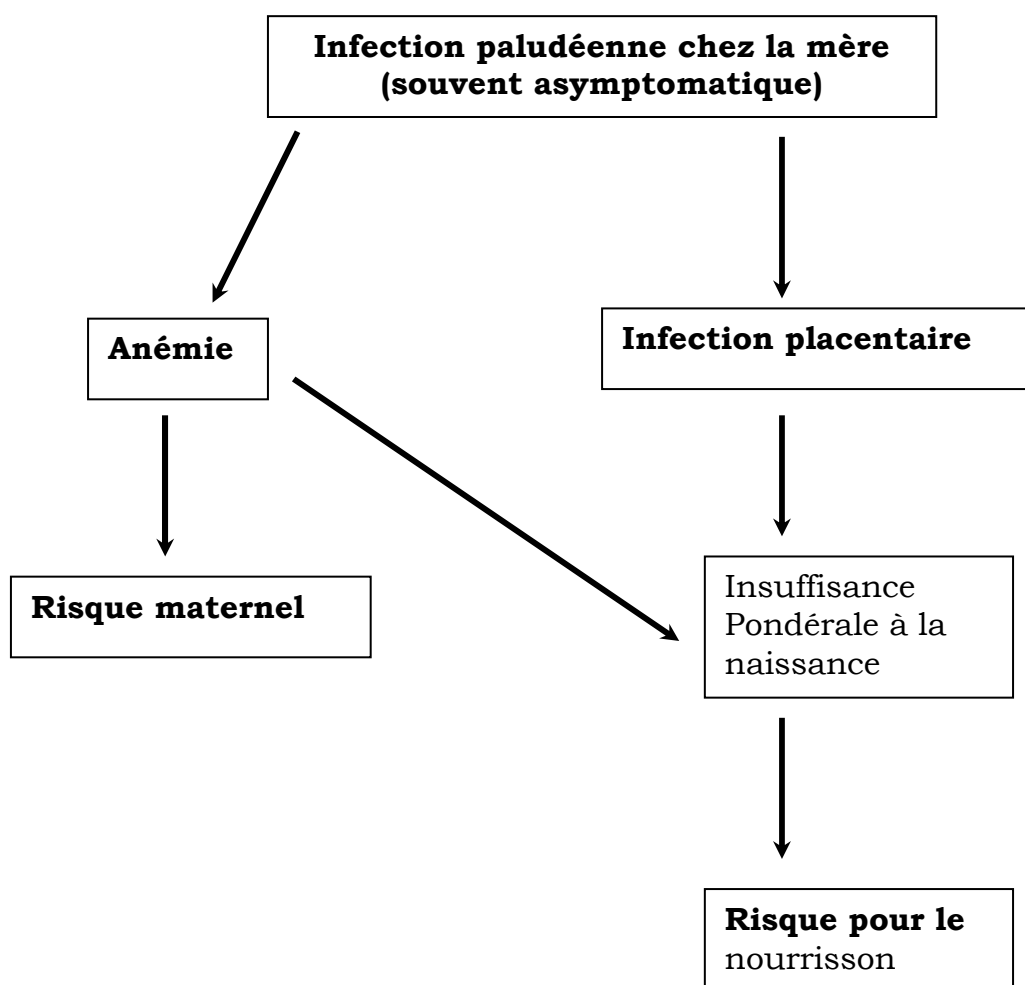 Infection paludéenne chez la mère
(souvent asymptomatique)
Anémie
Infection placentaire
Risque maternel
Insuffisance
Pondérale à la
naissance
Risque pour le
nourrisson